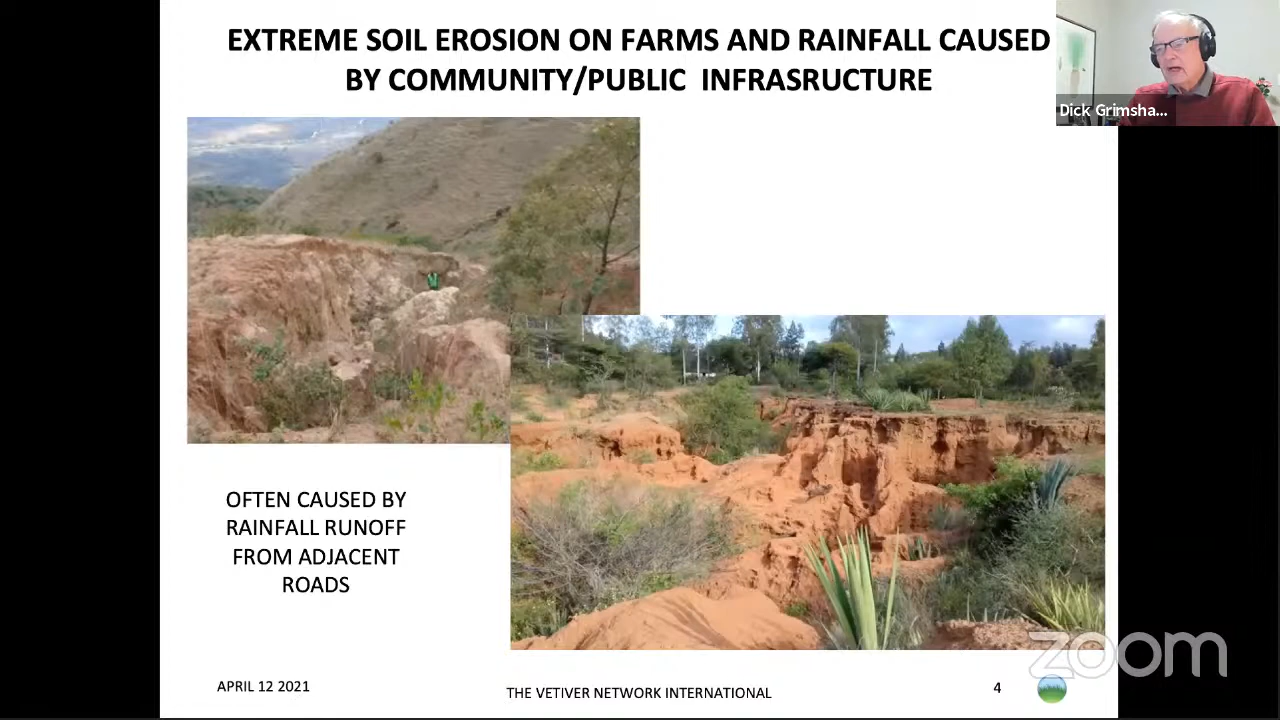 EXTREME SOIL EROSION ON FARMS AND RAINFALL CAUSED
BY COMMUNITY/PUBLIC INFRASRUCTURE
Dick Grimsha...
OFTEN CAUSED BY
RAINFALL RUNOFF
FROM ADJACENT
ROADS
zoom
APRIL 12 2021
THE VETIVER NETWORK INTERNATIONAL
4